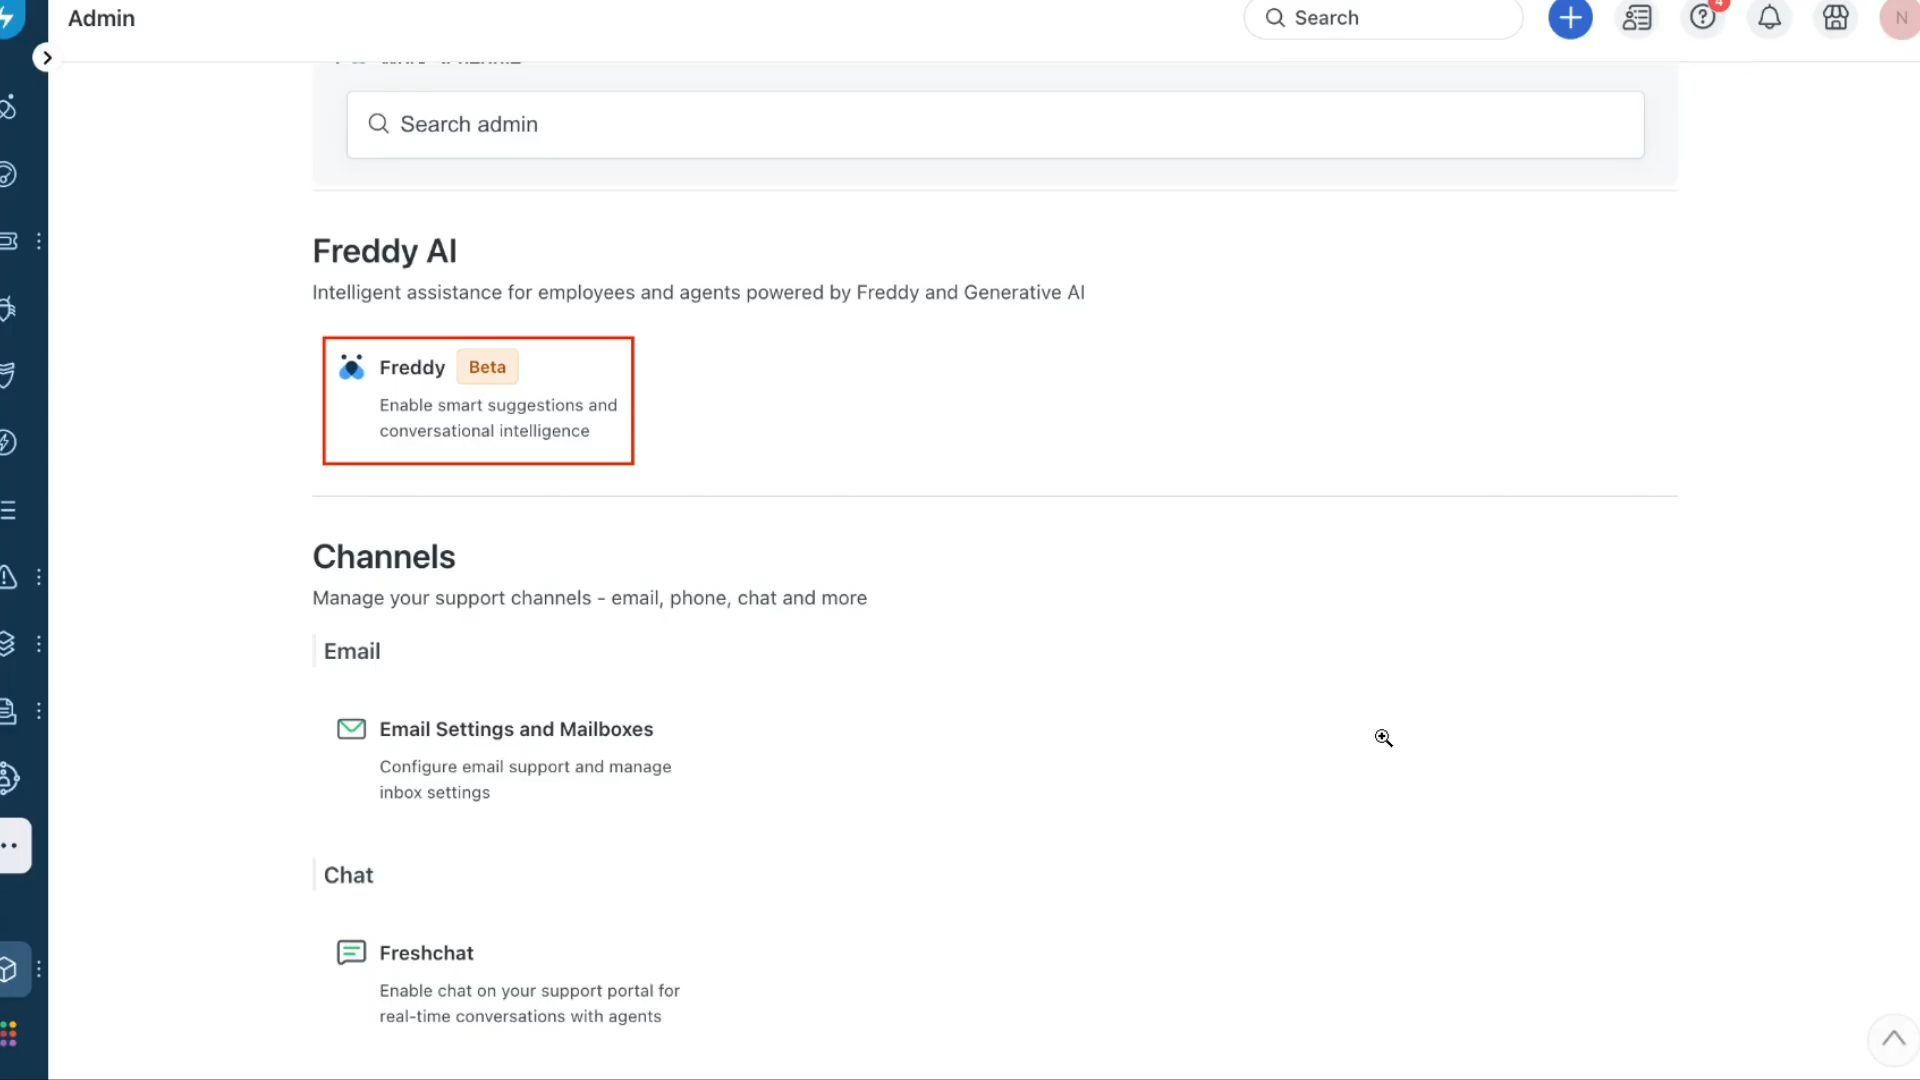 Admin
Search
4
N
Search admin
Freddy AI
Intelligent assistance for employees and agents powered by Freddy and Generative AI
Freddy Beta
Enable smart suggestions and
conversational intelligence
Channels
Manage your support channels - email, phone, chat and more
Email
Email Settings and Mailboxes
Configure email support and manage
inbox settings
Chat
Freshchat
Enable chat on your support portal for
real-time conversations with agents